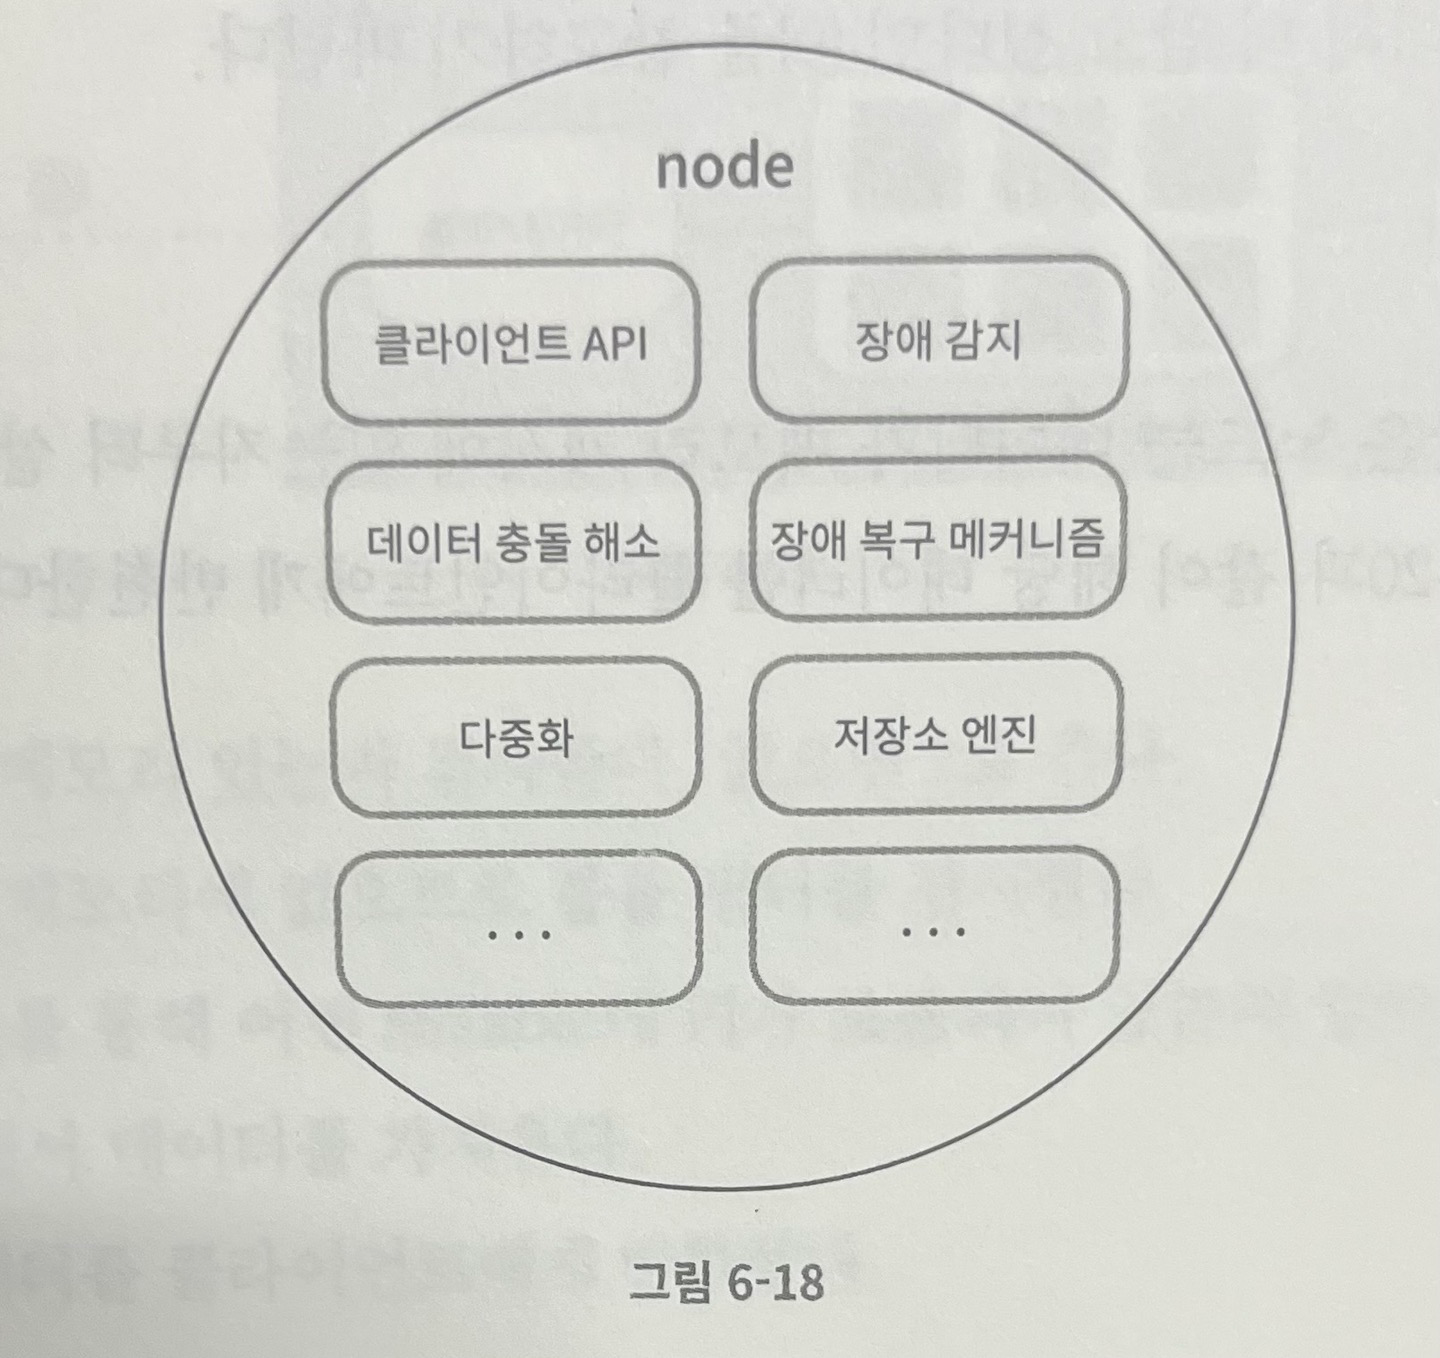 node
클라이언트 API
장애 감지
데이터 충돌 해소
장애 복구 메커니즘
다중화
저장소 엔진
...
...
그림 6-18